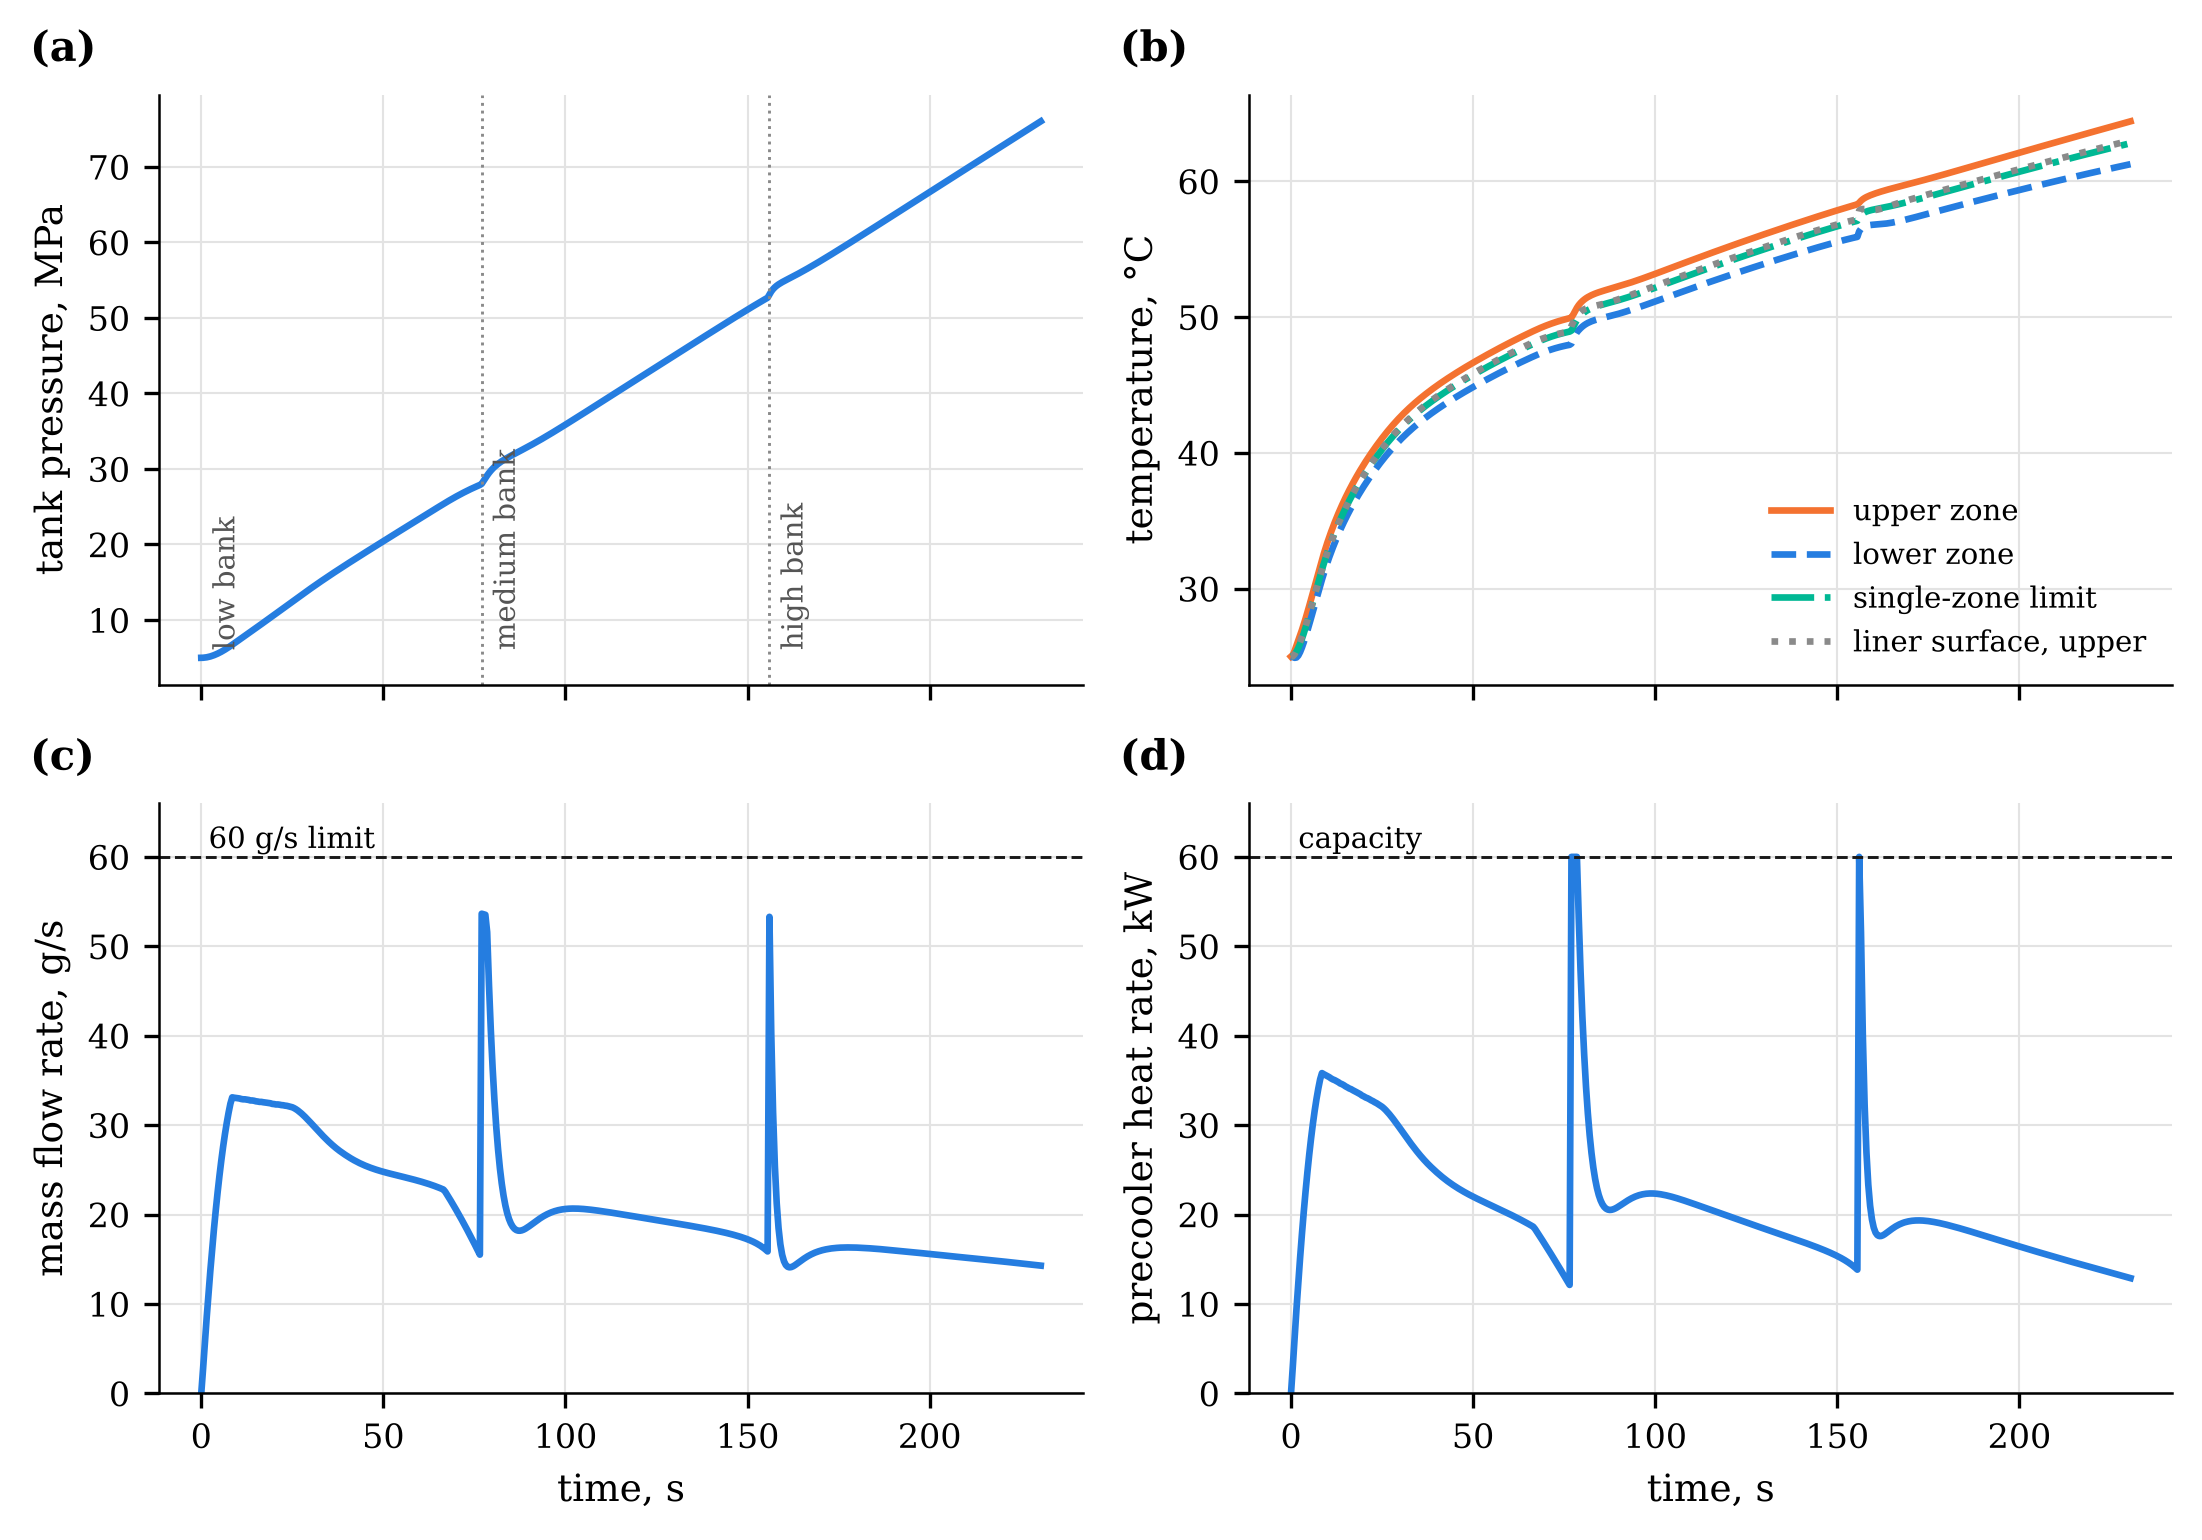 (a)
tank pressure, MPa
70
60
50
40
30
20
10
low bank
medium bank
high bank
(b)
temperature, °C
60
50
40
30
upper zone
lower zone
single-zone limit
liner surface, upper
(c)
mass flow rate, g/s
60 g/s limit
60
50
40
30
20
10
0
0 50 100 150 200
time, s
(d)
precooler heat rate, kW
capacity
60
50
40
30
20
10
0
0 50 100 150 200
time, s